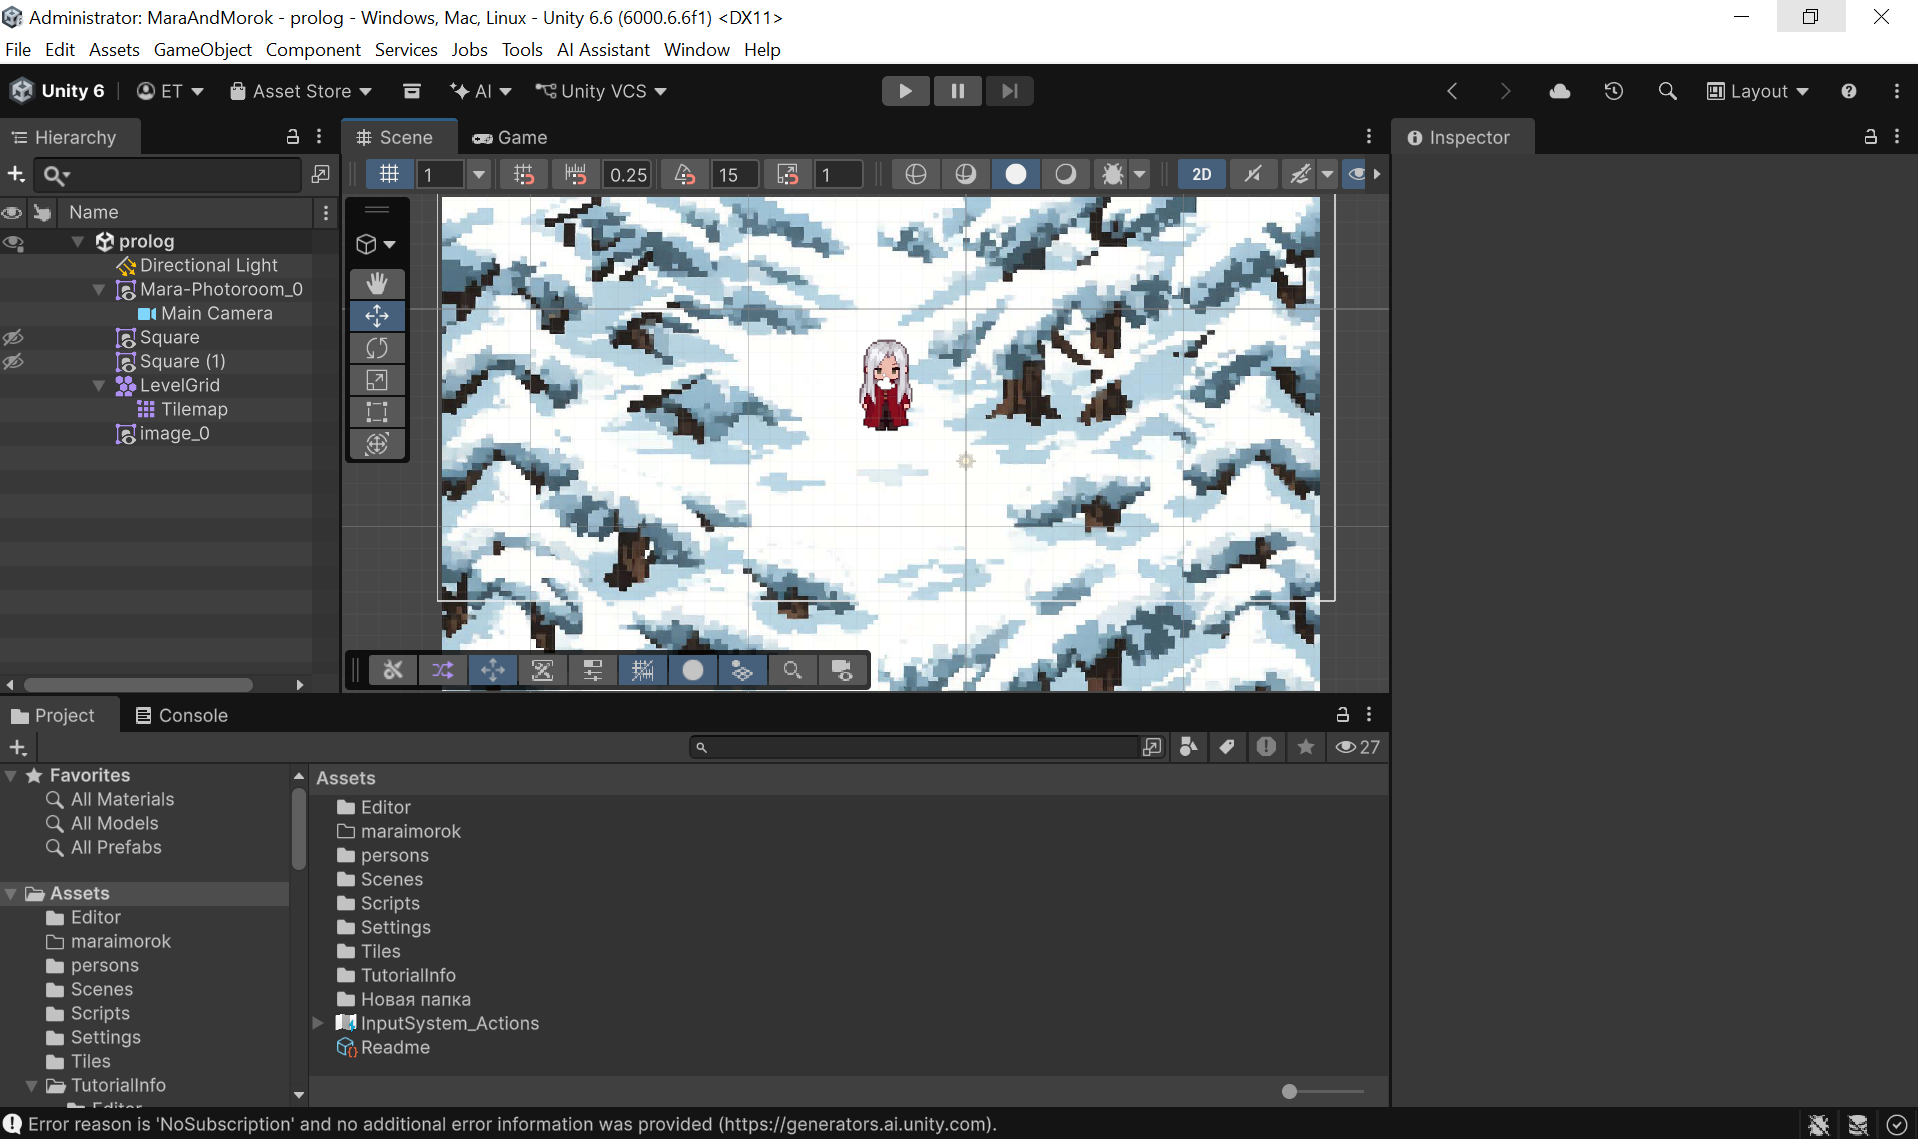 Administrator: MaraAndMorok - prolog - Windows, Mac, Linux - Unity 6.6 (6000.6.6f1) <DX11>
File Edit Assets GameObject Component Services Jobs Tools AI Assistant Window Help
Unity 6 ET Asset Store AI Unity VCS Layout
Hierarchy
Scene Game
Inspector
1 0.25 15 1 2D
Name
prolog
Directional Light
Mara-Photoroom_0
Main Camera
Square
Square (1)
LevelGrid
Tilemap
image_0
Project Console
27
Favorites
All Materials
All Models
All Prefabs
Assets
Editor
maraimorok
persons
Scenes
Scripts
Settings
Tiles
TutorialInfo
Editor
Assets
Editor
maraimorok
persons
Scenes
Scripts
Settings
Tiles
TutorialInfo
Новая папка
InputSystem_Actions
Readme
Error reason is 'NoSubscription' and no additional error information was provided (https://generators.ai.unity.com).